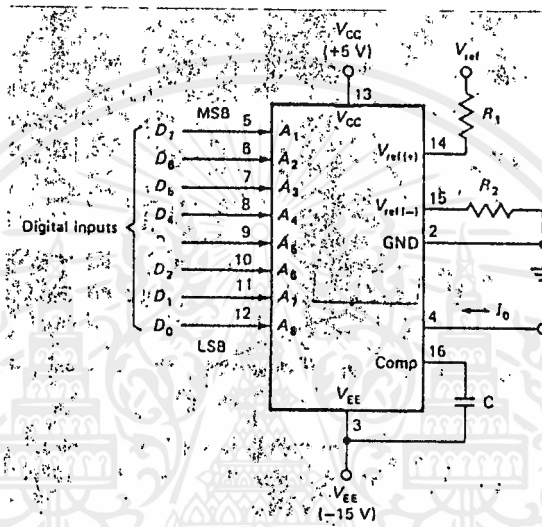 V_CC
(+5 V)
V_ref
13
R_1
MSB
D_7 5 A_1
V_CC
14
V_ref(+)
D_6 6 A_2
D_5 7 A_3
15
R_2
V_ref(−)
D_4 8 A_4
Digital inputs
9 A_5
2
GND
D_2 10 A_6
D_1 11 A_7
4
I_0
D_0 12 A_8
16
LSB
Comp
C
V_EE
3
V_EE
(−15 V)